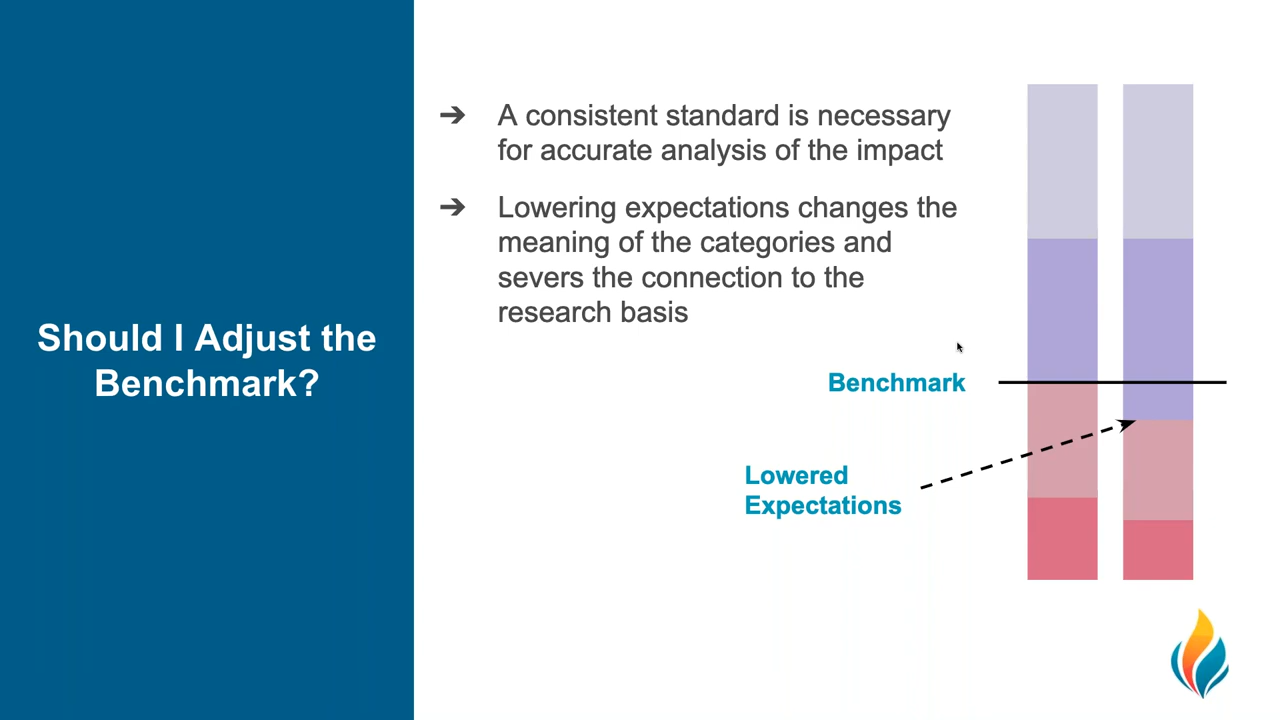 Should I Adjust the
Benchmark?
➔ A consistent standard is necessary
for accurate analysis of the impact
➔ Lowering expectations changes the
meaning of the categories and
severs the connection to the
research basis
Benchmark
Lowered
Expectations